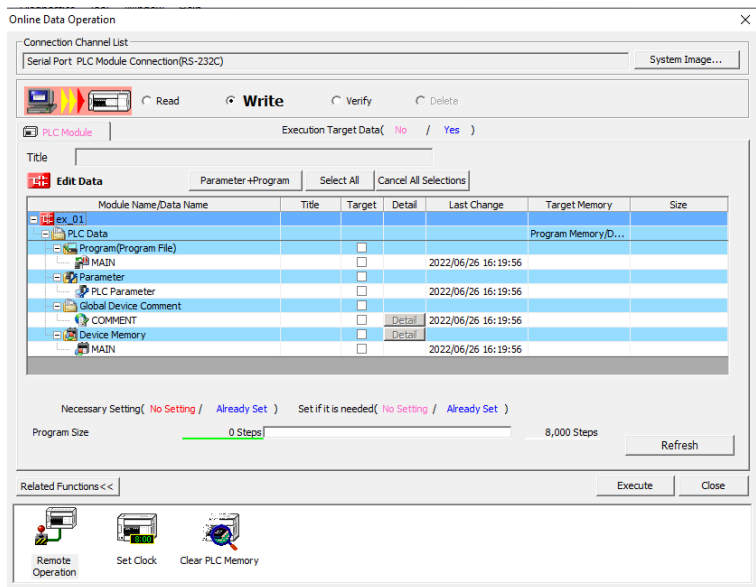 Online Data Operation
Connection Channel List
Serial Port PLC Module Connection(RS-232C)
System Image...
Read
Write
Verify
Delete
PLC Module
Execution Target Data( No / Yes )
Title
Edit Data
Parameter+Program
Select All
Cancel All Selections
Module Name/Data Name Title Target Detail Last Change Target Memory Size
ex_01
PLC Data Program Memory/D...
Program(Program File)
MAIN 2022/06/26 16:19:56
Parameter
PLC Parameter 2022/06/26 16:19:56
Global Device Comment
COMMENT Detail 2022/06/26 16:19:56
Device Memory Detail
MAIN 2022/06/26 16:19:56
Necessary Setting( No Setting / Already Set ) Set if it is needed( No Setting / Already Set )
Program Size 0 Steps 8,000 Steps
Refresh
Related Functions<<
Execute
Close
8:00
Remote Operation
Set Clock
Clear PLC Memory